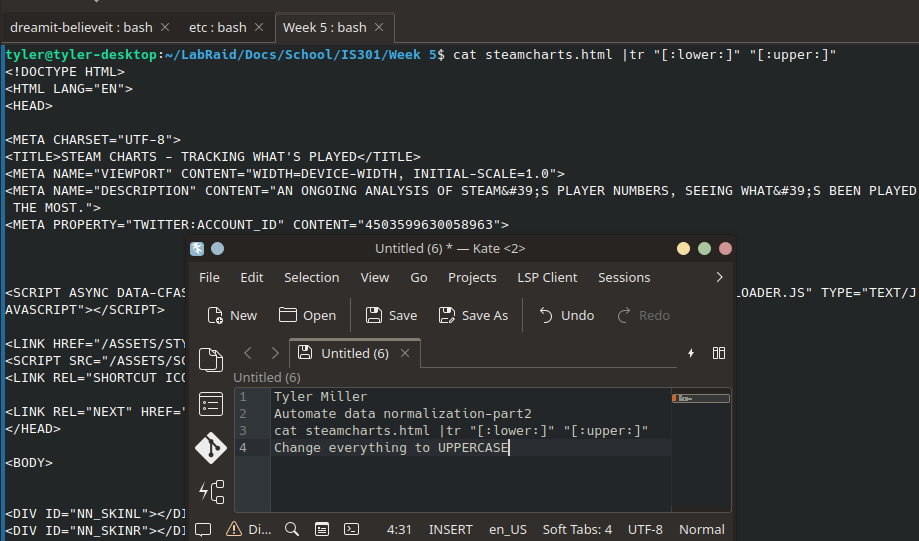 dreamit-believeit : bash
etc : bash
Week 5 : bash
tyler@tyler-desktop:~/LabRaid/Docs/School/IS301/Week 5$ cat steamcharts.html |tr "[:lower:]" "[:upper:]"
<!DOCTYPE HTML>
<HTML LANG="EN">
<HEAD>
<META CHARSET="UTF-8">
<TITLE>STEAM CHARTS - TRACKING WHAT'S PLAYED</TITLE>
<META NAME="VIEWPORT" CONTENT="WIDTH=DEVICE-WIDTH, INITIAL-SCALE=1.0">
<META NAME="DESCRIPTION" CONTENT="AN ONGOING ANALYSIS OF STEAM&#39;S PLAYER NUMBERS, SEEING WHAT&#39;S BEEN PLAYED
THE MOST.">
<META PROPERTY="TWITTER:ACCOUNT_ID" CONTENT="4503599630058963">
<SCRIPT ASYNC DATA-CFAS LOADER.JS" TYPE="TEXT/J
AVASCRIPT"></SCRIPT>
<LINK HREF="/ASSETS/STY
<SCRIPT SRC="/ASSETS/SC
<LINK REL="SHORTCUT ICO
<LINK REL="NEXT" HREF="
</HEAD>
<BODY>
<DIV ID="NN_SKINL"></DI
<DIV ID="NN_SKINR"></DI
Untitled (6) * — Kate <2>
File Edit Selection View Go Projects LSP Client Sessions
New Open Save Save As Undo Redo
Untitled (6)
Untitled (6)
1 Tyler Miller
2 Automate data normalization-part2
3 cat steamcharts.html |tr "[:lower:]" "[:upper:]"
4 Change everything to UPPERCASE
Di... 4:31 INSERT en_US Soft Tabs: 4 UTF-8 Normal